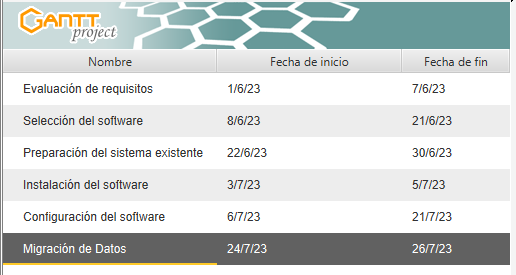 GANTT
project
Nombre Fecha de inicio Fecha de fin
Evaluación de requisitos 1/6/23 7/6/23
Selección del software 8/6/23 21/6/23
Preparación del sistema existente 22/6/23 30/6/23
Instalación del software 3/7/23 5/7/23
Configuración del software 6/7/23 21/7/23
Migración de Datos 24/7/23 26/7/23